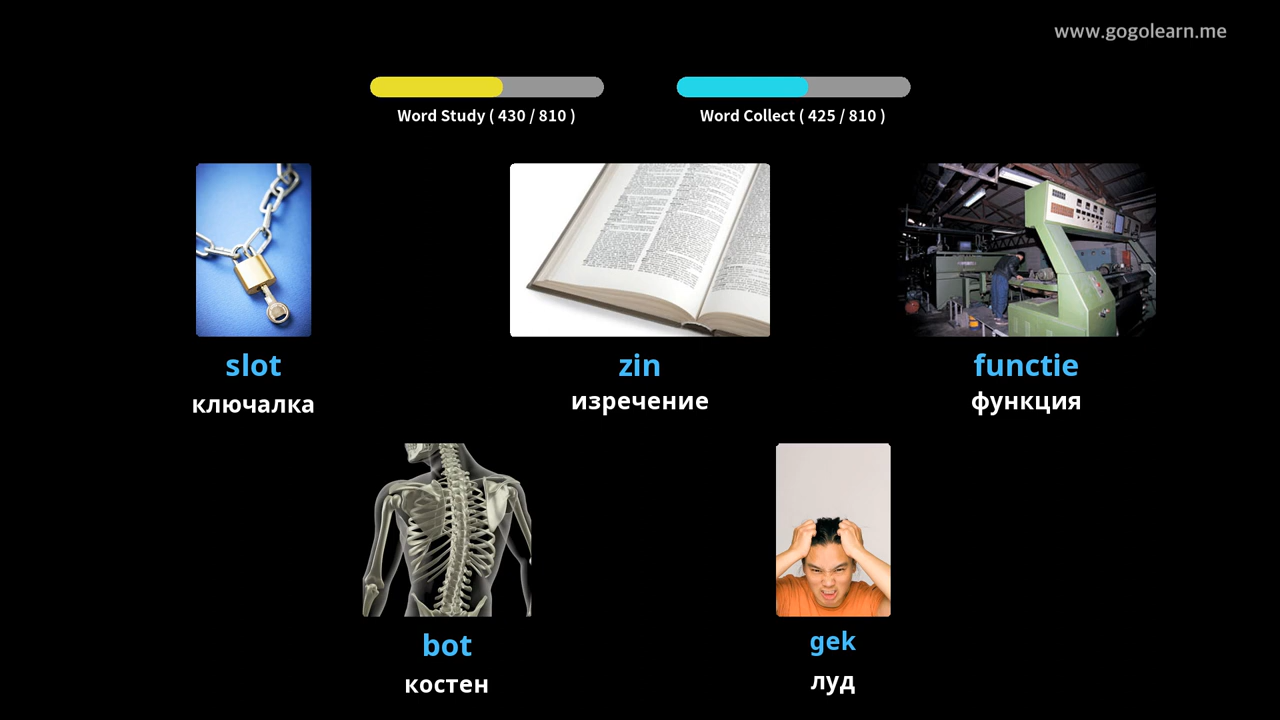 www.gogolearn.me
Word Study ( 430 / 810 )
Word Collect ( 425 / 810 )
slot
ключалка
zin
изречение
functie
функция
bot
костен
gek
луд